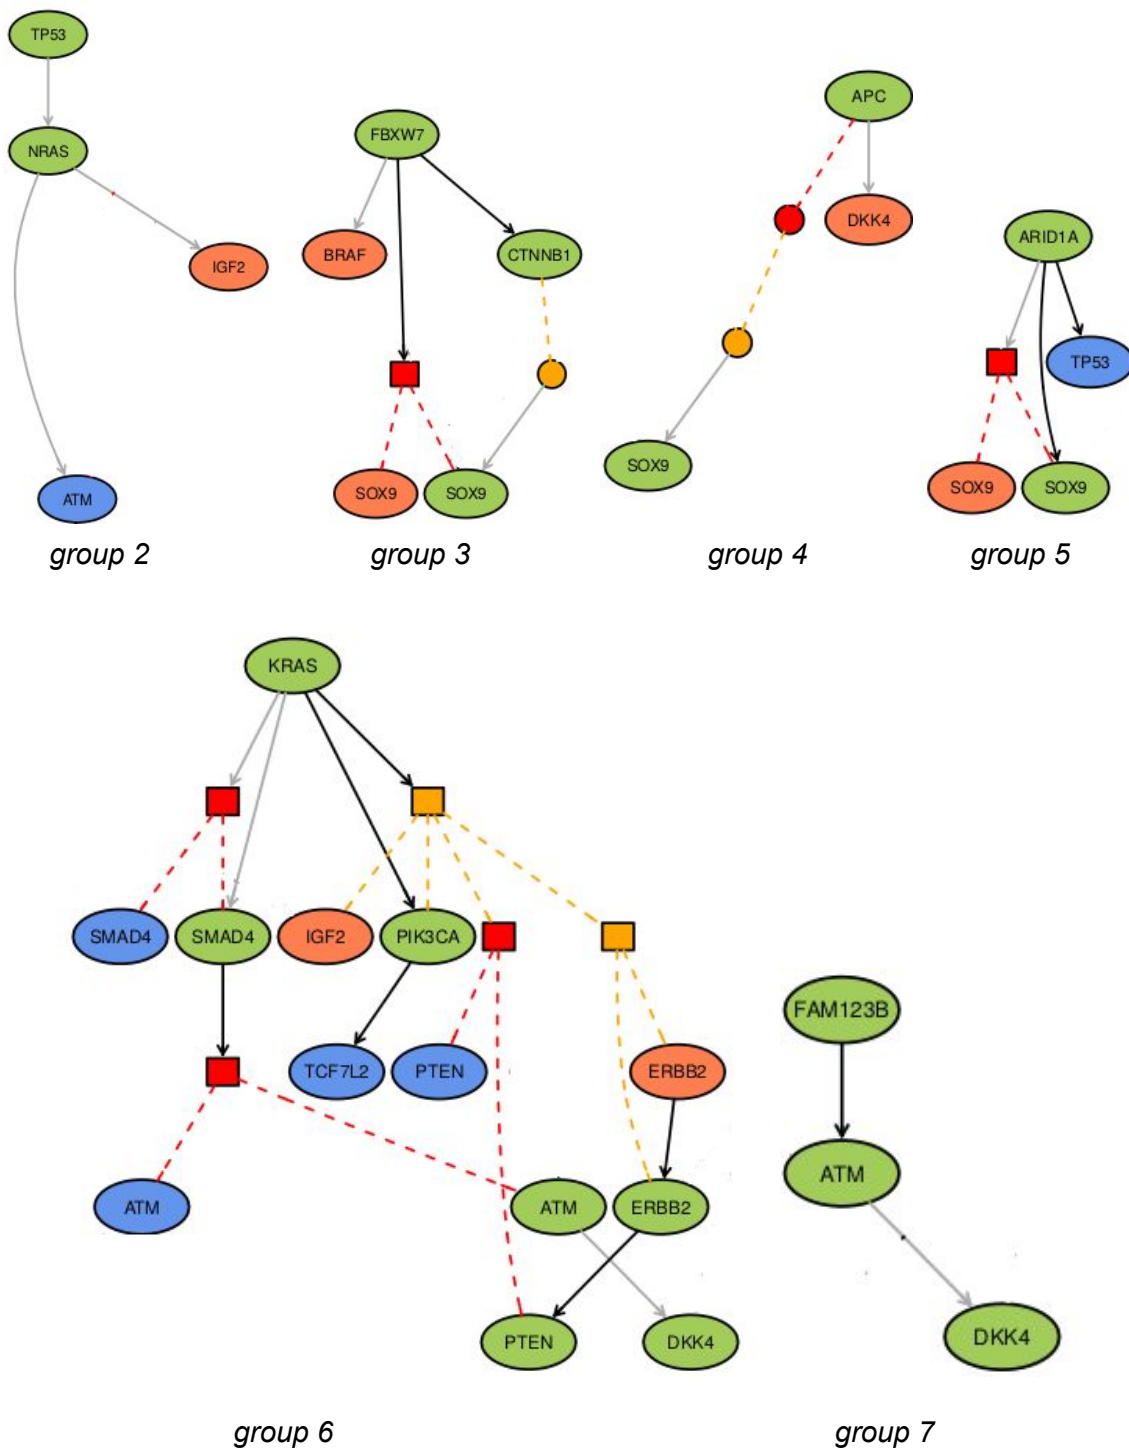 TP53
NRAS
IGF2
ATM
group 2
FBXW7
BRAF
CTNNB1
SOX9
SOX9
group 3
APC
DKK4
SOX9
group 4
ARID1A
TP53
SOX9
SOX9
group 5
KRAS
SMAD4
SMAD4
IGF2
PIK3CA
TCF7L2
PTEN
ERBB2
ATM
ATM
ERBB2
PTEN
DKK4
group 6
FAM123B
ATM
DKK4
group 7